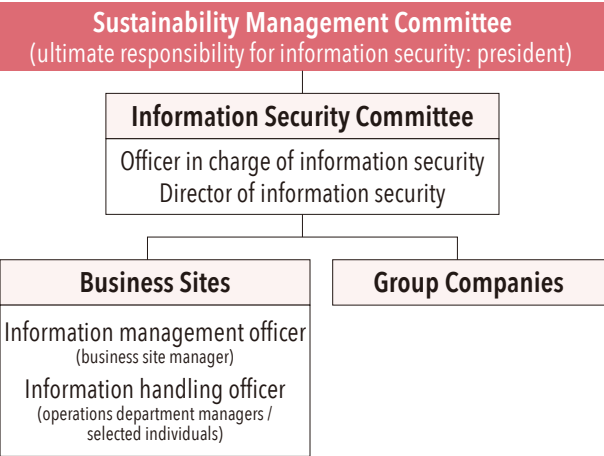 Sustainability Management Committee
(ultimate responsibility for information security: president)
Information Security Committee
Officer in charge of information security
Director of information security
Business Sites
Information management officer
(business site manager)
Information handling officer
(operations department managers /
selected individuals)
Group Companies